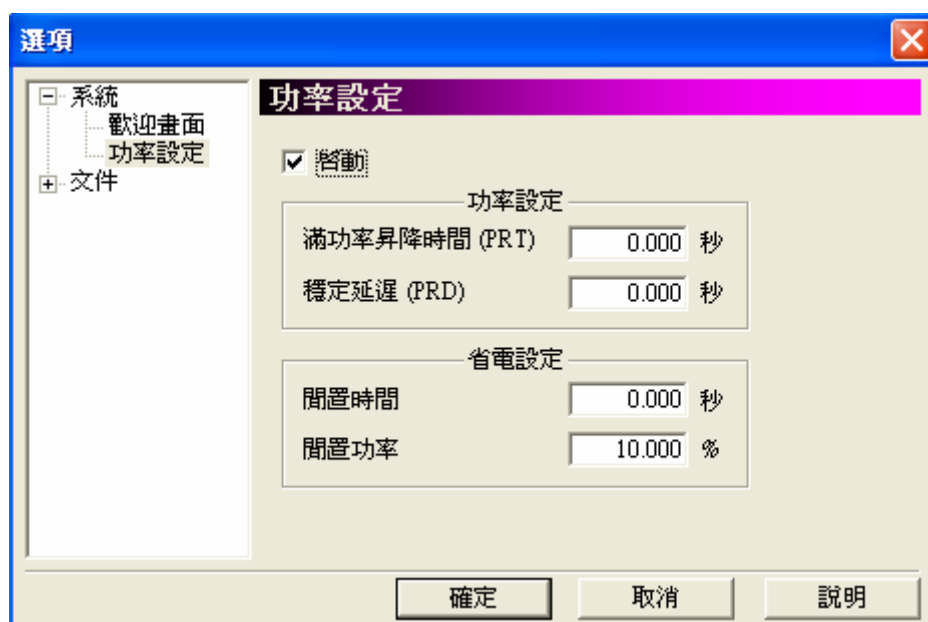 選項
系統
歡迎畫面
功率設定
文件
功率設定
啓動
功率設定
滿功率昇降時間 (PRT) 0.000 秒
穩定延遲 (PRD) 0.000 秒
省電設定
閒置時間 0.000 秒
閒置功率 10.000 %
確定 取消 說明